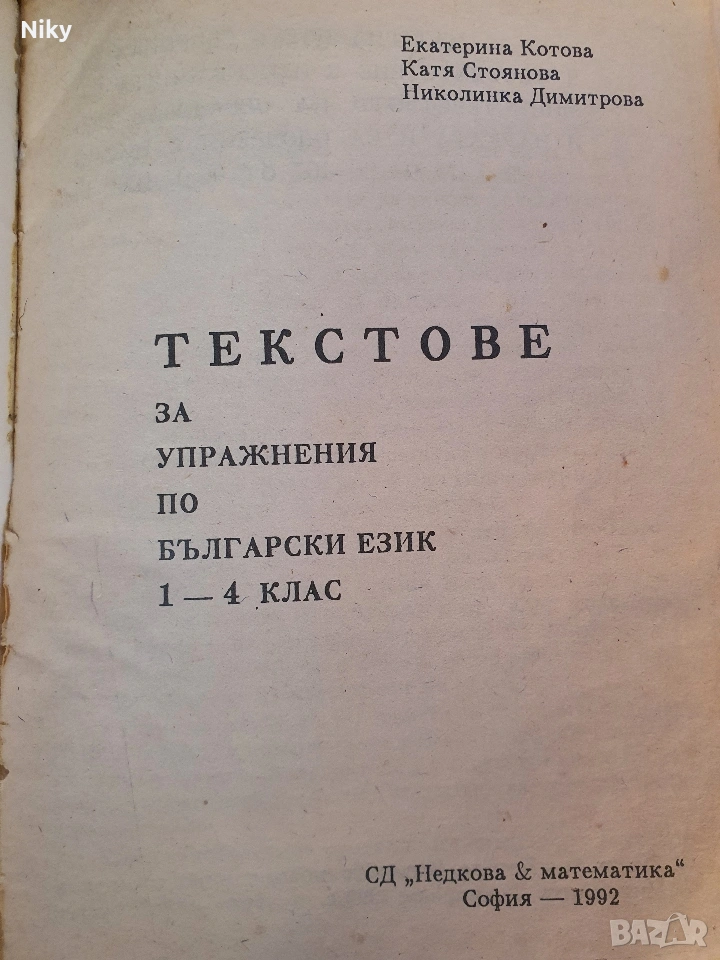 Niky
Екатерина Котова
Катя Стоянова
Николинка Димитрова
ТЕКСТОВЕ
ЗА
УПРАЖНЕНИЯ
ПО
БЪЛГАРСКИ ЕЗИК
1 — 4 КЛАС
СД „Недкова & математика“
София — 1992
BAZAR